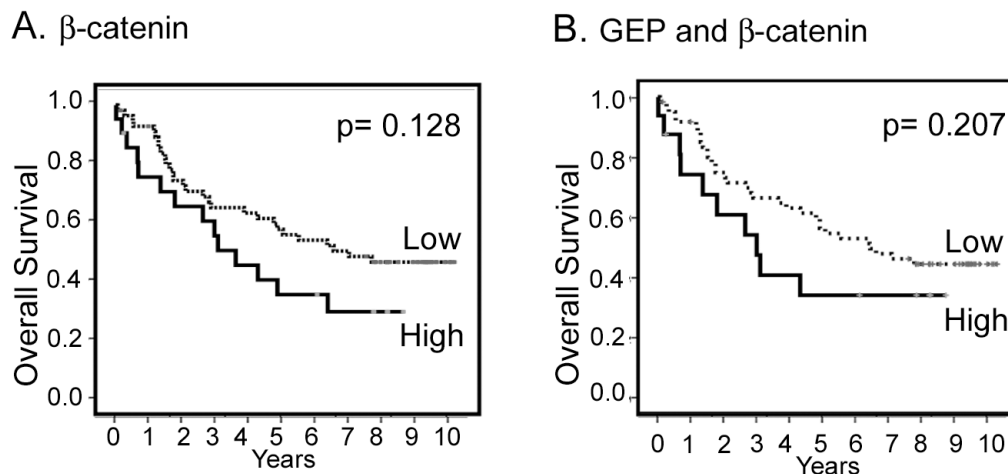 A. β-catenin
Overall Survival
1.0
0.8
0.6
0.4
0.2
0.0
p= 0.128
Low
High
0 1 2 3 4 5 6 7 8 9 10
Years
B. GEP and β-catenin
Overall Survival
1.0
0.8
0.6
0.4
0.2
0.0
p= 0.207
Low
High
0 1 2 3 4 5 6 7 8 9 10
Years